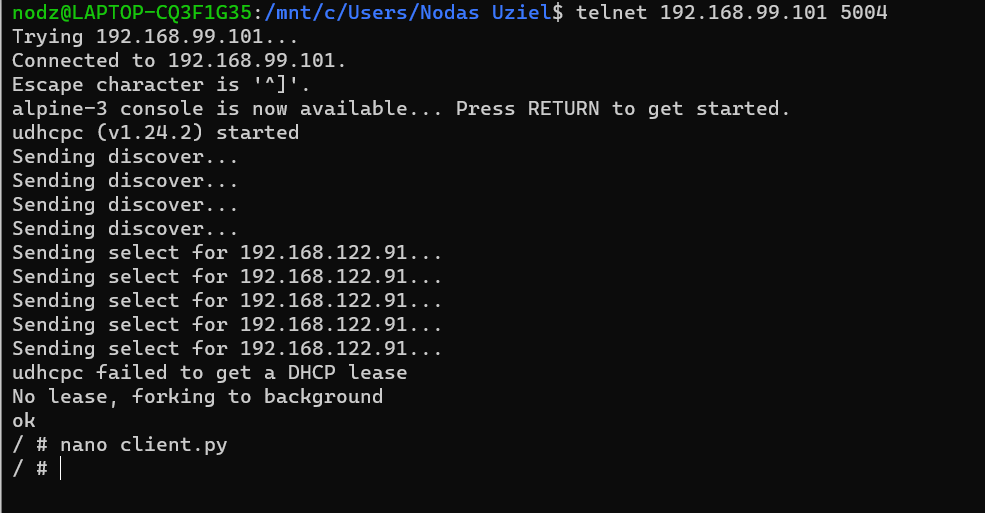 nodz@LAPTOP-CQ3F1G35:/mnt/c/Users/Nodas Uziel$ telnet 192.168.99.101 5004
Trying 192.168.99.101...
Connected to 192.168.99.101.
Escape character is '^]'.
alpine-3 console is now available... Press RETURN to get started.
udhcpc (v1.24.2) started
Sending discover...
Sending discover...
Sending discover...
Sending discover...
Sending select for 192.168.122.91...
Sending select for 192.168.122.91...
Sending select for 192.168.122.91...
Sending select for 192.168.122.91...
Sending select for 192.168.122.91...
udhcpc failed to get a DHCP lease
No lease, forking to background
ok
/ # nano client.py
/ #